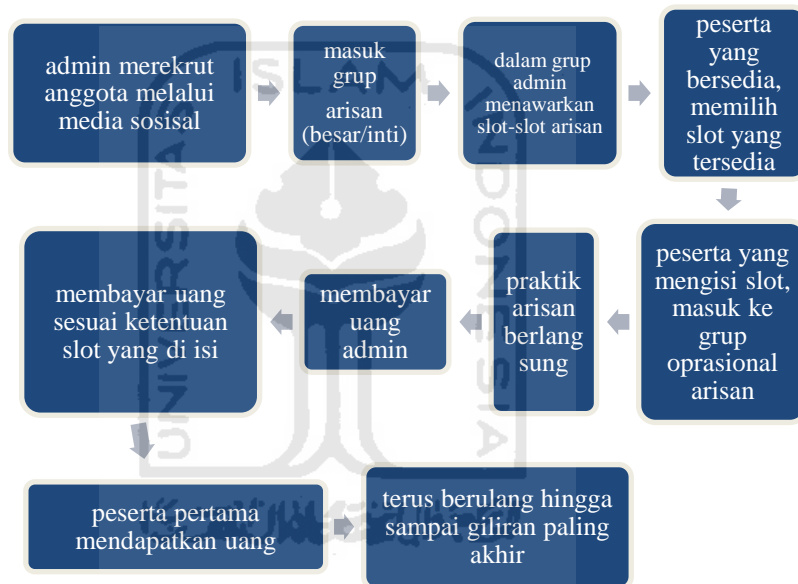 admin merekrut
anggota melalui
media sosisal
masuk
grup
arisan
(besar/inti)
dalam grup
admin
menawarkan
slot-slot arisan
peserta
yang
bersedia,
memilih
slot yang
tersedia
peserta yang
mengisi slot,
masuk ke
grup
oprasional
arisan
praktik
arisan
berlang
sung
membayar
uang
admin
membayar uang
sesuai ketentuan
slot yang di isi
peserta pertama
mendapatkan uang
terus berulang hingga
sampai giliran paling
akhir
UNIVERSITAS
ISLAM
INDONESIA